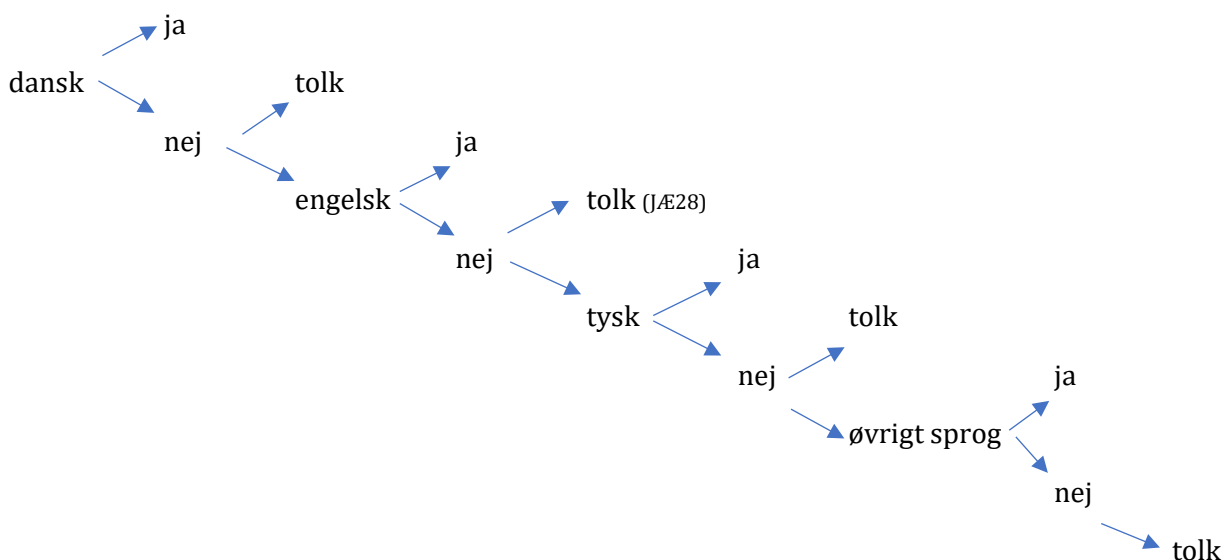 ja
dansk
tolk
nej
ja
engelsk
tolk (JÆ28)
nej
ja
tysk
tolk
nej
ja
øvrigt sprog
nej
tolk